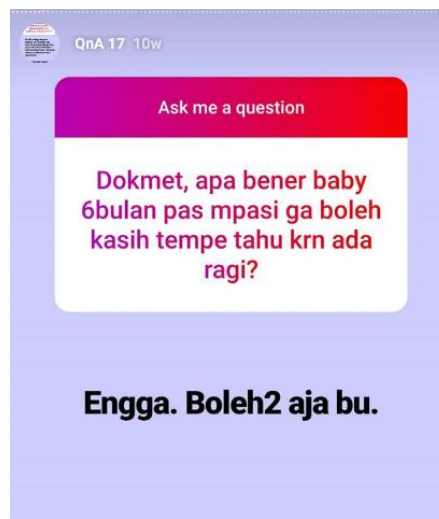 QnA 17 10w
Ask me a question
Dokmet, apa bener baby
6bulan pas mpasi ga boleh
kasih tempe tahu krn ada
ragi?
Engga. Boleh2 aja bu.